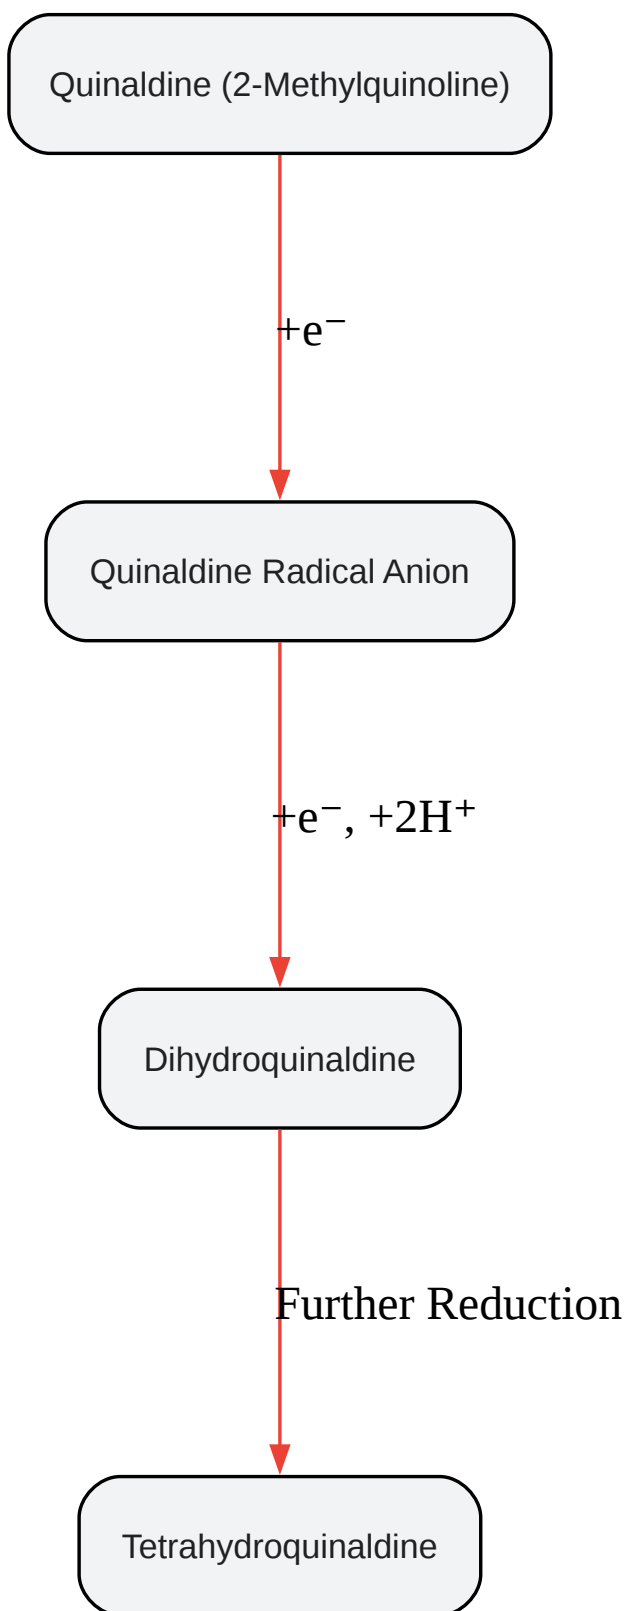 Quinaldine (2-Methylquinoline)
+e⁻
Quinaldine Radical Anion
+e⁻, +2H⁺
Dihydroquinaldine
Further Reduction
Tetrahydroquinaldine